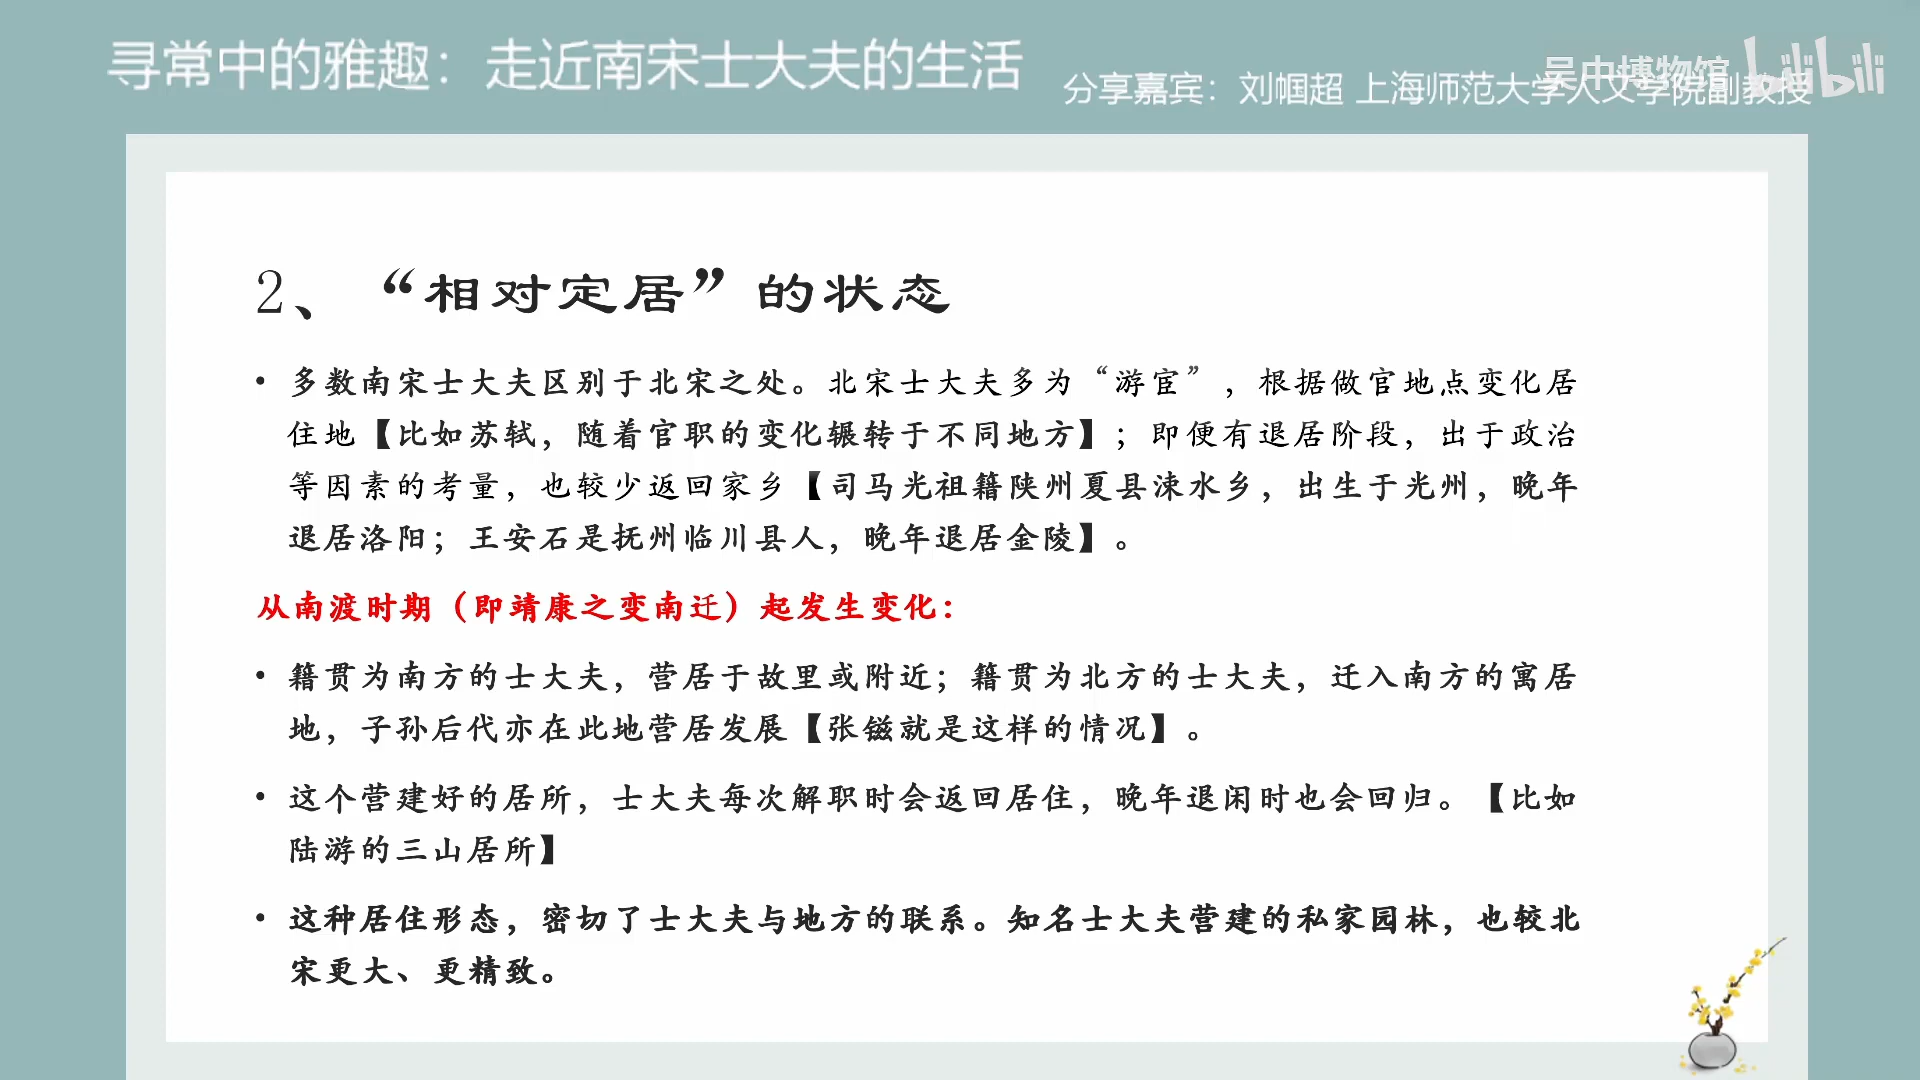 寻常中的雅趣：走近南宋士大夫的生活
分享嘉宾：刘帼超 上海师范大学人文学院副教授
吴中博物馆 bilibili
2、“相对定居”的状态
• 多数南宋士大夫区别于北宋之处。北宋士大夫多为“游宦”，根据做官地点变化居
住地【比如苏轼，随着官职的变化辗转于不同地方】；即便有退居阶段，出于政治
等因素的考量，也较少返回家乡【司马光祖籍陕州夏县涑水乡，出生于光州，晚年
退居洛阳；王安石是抚州临川县人，晚年退居金陵】。
从南渡时期（即靖康之变南迁）起发生变化：
• 籍贯为南方的士大夫，营居于故里或附近；籍贯为北方的士大夫，迁入南方的寓居
地，子孙后代亦在此地营居发展【张镃就是这样的情况】。
• 这个营建好的居所，士大夫每次解职时会返回居住，晚年退闲时也会回归。【比如
陆游的三山居所】
• 这种居住形态，密切了士大夫与地方的联系。知名士大夫营建的私家园林，也较北
宋更大、更精致。